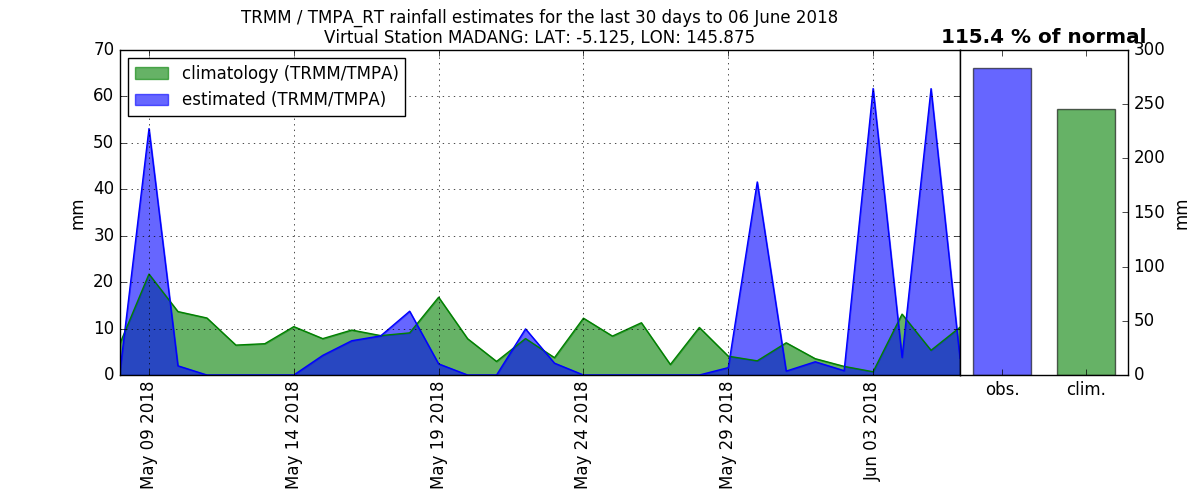 TRMM / TMPA_RT rainfall estimates for the last 30 days to 06 June 2018
Virtual Station MADANG: LAT: -5.125, LON: 145.875
115.4 % of normal
climatology (TRMM/TMPA)
estimated (TRMM/TMPA)
mm
70
60
50
40
30
20
10
0
May 09 2018
May 14 2018
May 19 2018
May 24 2018
May 29 2018
Jun 03 2018
obs.
clim.
300
250
200
150
100
50
0
mm